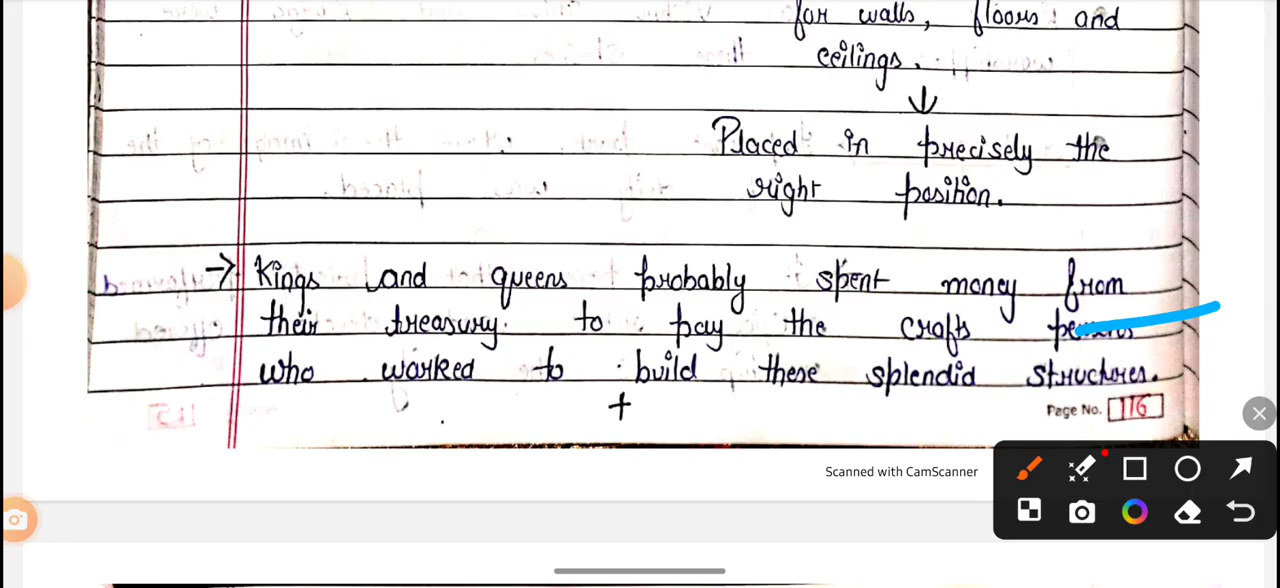 for walls, floors and
ceilings.
↓
Placed in precisely the
right position.
→ Kings and queens probably spent money from
their treasury to pay the crafts persons
who worked to build these splendid structures.
+
Page No. 116
Scanned with CamScanner